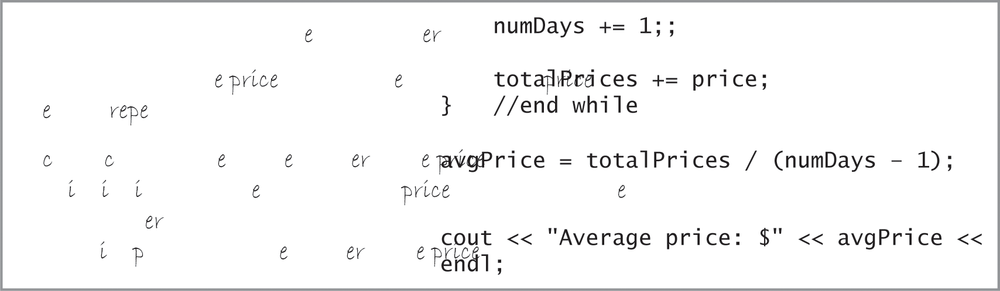 e er numDays += 1;;
e price e price totalPrices += price;
e repe } //end while
c c e e er e price avgPrice = totalPrices / (numDays – 1);
i i i e price e
er
cout << "Average price: $" << avgPrice <<
i p e er e price endl;